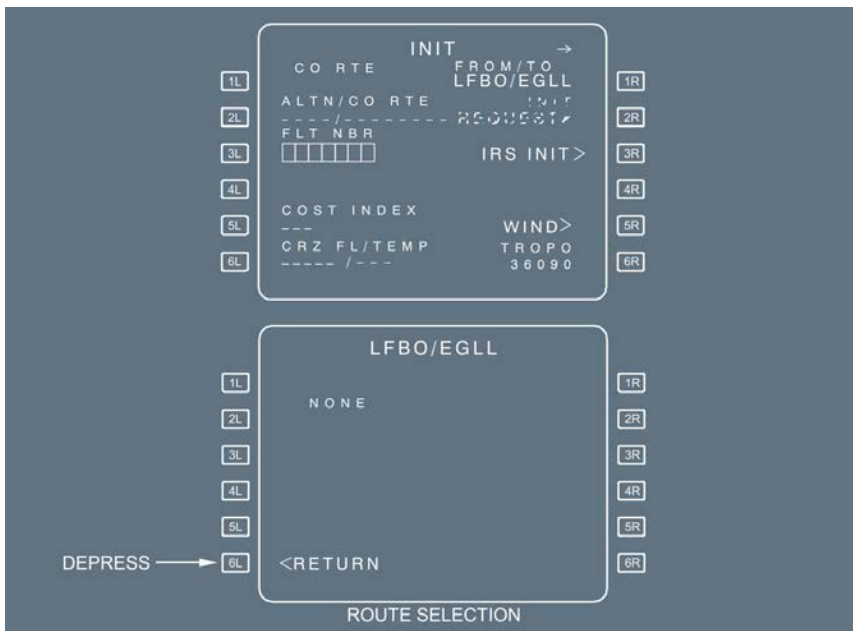 INIT →
CO RTE FROM/TO
1L LFBO/EGLL 1R
ALTN/CO RTE INIT
2L ----/-------- REQUEST 2R
FLT NBR
3L IRS INIT> 3R
4L 4R
COST INDEX
5L --- WIND> 5R
CRZ FL/TEMP TROPO
6L -----/--- 36090 6R
LFBO/EGLL
1L 1R
NONE
2L 2R
3L 3R
4L 4R
5L 5R
DEPRESS 6L <RETURN 6R
ROUTE SELECTION